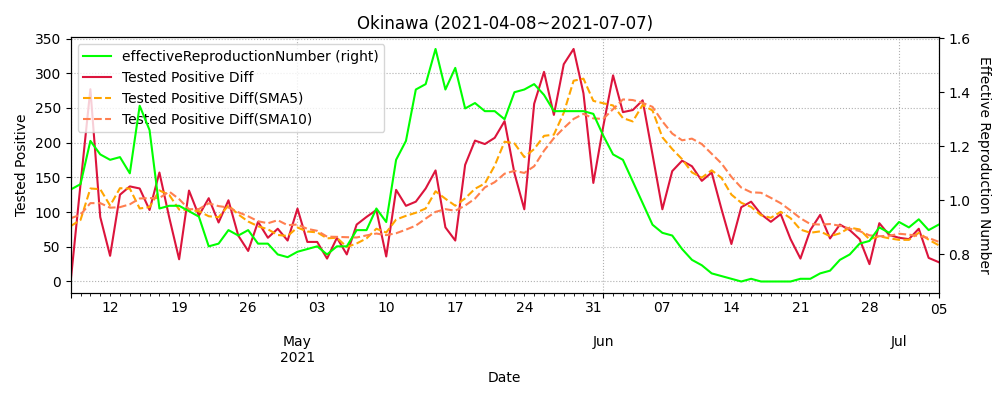 Okinawa (2021-04-08~2021-07-07)
effectiveReproductionNumber (right)
Tested Positive Diff
Tested Positive Diff(SMA5)
Tested Positive Diff(SMA10)
Tested Positive
350
300
250
200
150
100
50
0
1.6
1.4
1.2
1.0
0.8
Effective Reproduction Number
12 19 26 03 10 17 24 31 07 14 21 28 05
May Jun Jul
2021
Date